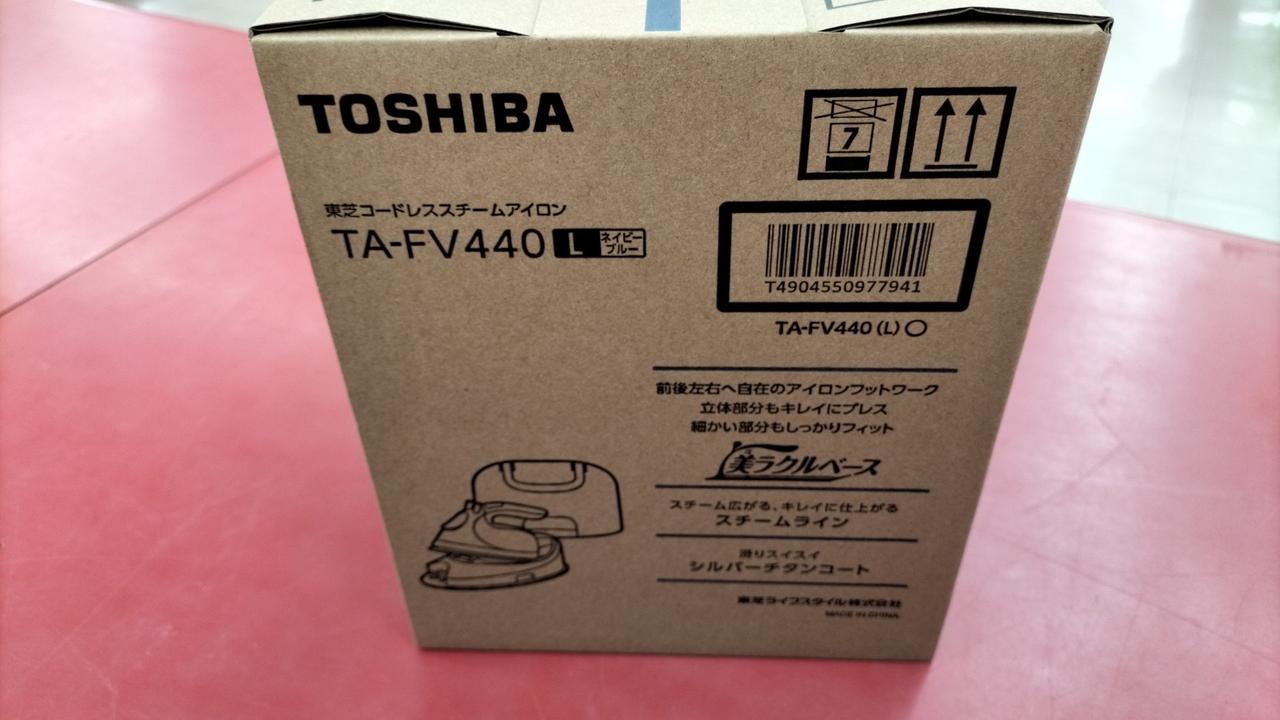 TOSHIBA
7
東芝コードレススチームアイロン
TA-FV440 L ネイビーブルー
T4904550977941
TA-FV440 (L) ○
前後左右へ自在のアイロンフットワーク
立体部分もキレイにプレス
細かい部分もしっかりフィット
美ラクルベース
スチーム広がる、キレイに仕上がる
スチームライン
滑りスイスイ
シルバーチタンコート
東芝ライフスタイル株式会社
MADE IN CHINA